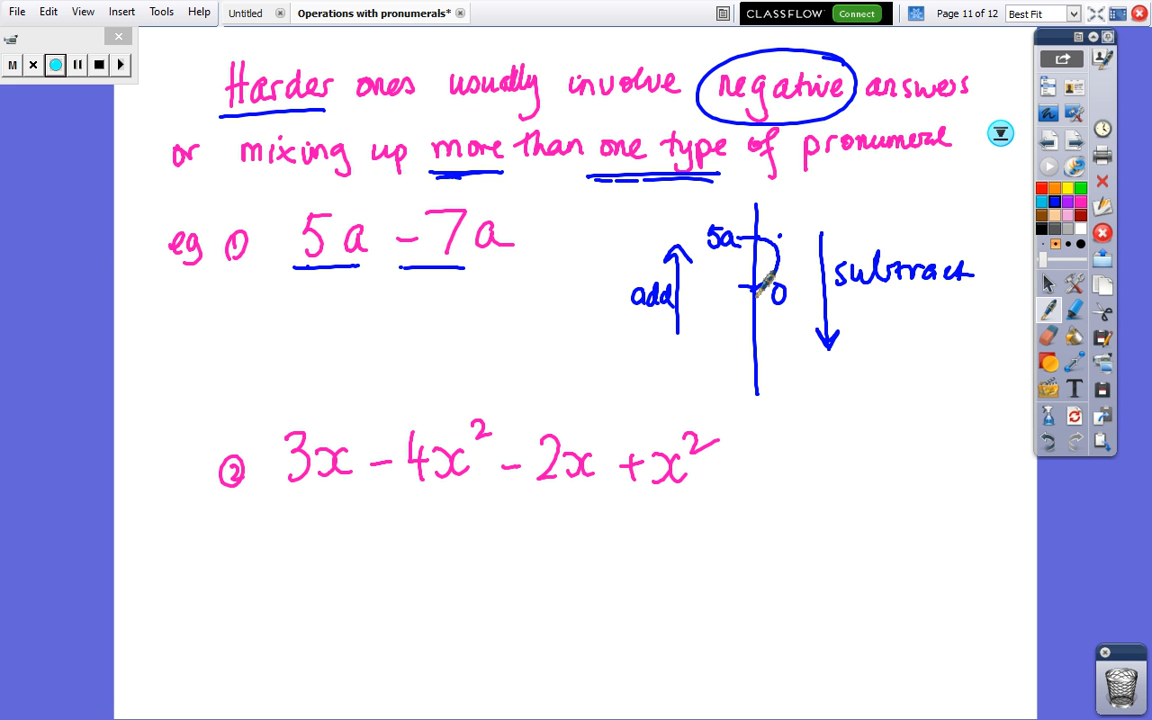 File Edit View Insert Tools Help
Untitled
Operations with pronumerals*
CLASSFLOW Connect
Page 11 of 12
Best Fit
M
Harder ones usually involve negative answers
or mixing up more than one type of pronumeral
eg ① 5a - 7a
5a
add
0
subtract
② 3x - 4x² - 2x + x²